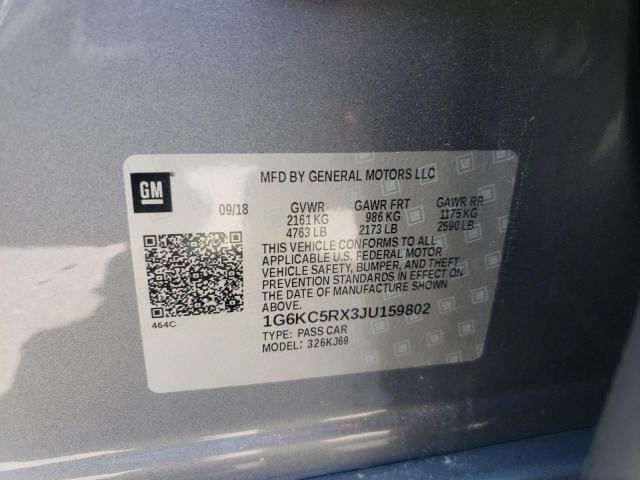 GM
MFD BY GENERAL MOTORS LLC
09/18 GVWR GAWR FRT GAWR RR
2161 KG 986 KG 1175 KG
4763 LB 2173 LB 2590 LB
THIS VEHICLE CONFORMS TO ALL
APPLICABLE U.S. FEDERAL MOTOR
VEHICLE SAFETY, BUMPER, AND THEFT
PREVENTION STANDARDS IN EFFECT ON
THE DATE OF MANUFACTURE SHOWN
ABOVE.
464C
1G6KC5RX3JU159802
TYPE: PASS CAR
MODEL: 326KJ69